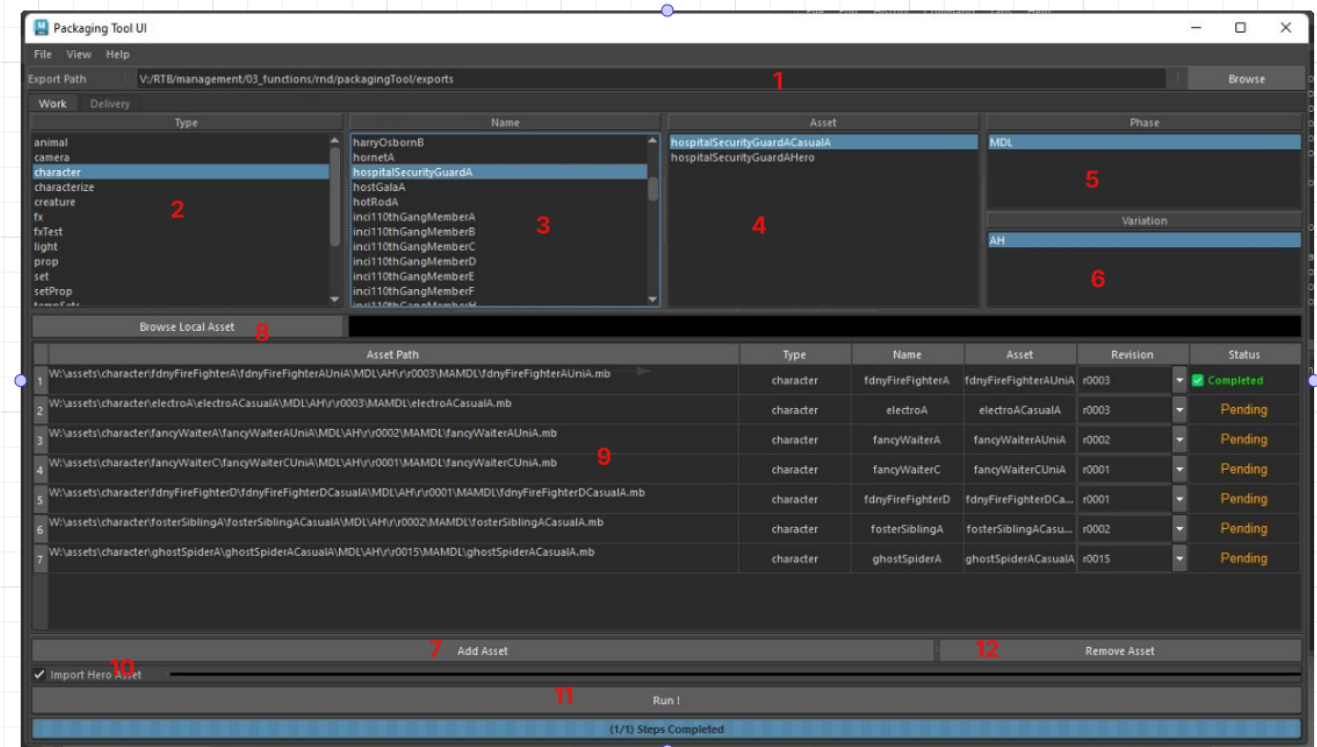 Packaging Tool UI
File View Help
Export Path V:/RTB/management/03_functions/rnd/packagingTool/exports 1 Browse
Work Delivery
Type
animal
camera
character
characterize
creature
fx
fxTest
light
prop
set
setProp
2
Name
harryOsbornB
hornetA
hospitalSecurityGuardA
hostGalaA
hotRodA
inci110thGangMemberA
inci110thGangMemberB
inci110thGangMemberC
inci110thGangMemberD
inci110thGangMemberE
inci110thGangMemberF
3
Asset
hospitalSecurityGuardACasualA
hospitalSecurityGuardAHero
4
Phase
MDL
5
Variation
AH
6
Browse Local Asset 8
Asset Path Type Name Asset Revision Status
1 W:\assets\character\fdnyFireFighterA\fdnyFireFighterAUniA\MDL\AH\r\r0003\MAMDL\fdnyFireFighterAUniA.mb character fdnyFireFighterA fdnyFireFighterAUniA r0003 Completed
2 W:\assets\character\electroA\electroACasualA\MDL\AH\r\r0003\MAMDL\electroACasualA.mb character electroA electroACasualA r0003 Pending
3 W:\assets\character\fancyWaiterA\fancyWaiterAUniA\MDL\AH\r\r0002\MAMDL\fancyWaiterAUniA.mb character fancyWaiterA fancyWaiterAUniA r0002 Pending
9
4 W:\assets\character\fancyWaiterC\fancyWaiterCUniA\MDL\AH\r\r0001\MAMDL\fancyWaiterCUniA.mb character fancyWaiterC fancyWaiterCUniA r0001 Pending
5 W:\assets\character\fdnyFireFighterD\fdnyFireFighterDCasualA\MDL\AH\r\r0001\MAMDL\fdnyFireFighterDCasualA.mb character fdnyFireFighterD fdnyFireFighterDCa... r0001 Pending
6 W:\assets\character\fosterSiblingA\fosterSiblingACasualA\MDL\AH\r\r0002\MAMDL\fosterSiblingACasualA.mb character fosterSiblingA fosterSiblingACasu... r0002 Pending
7 W:\assets\character\ghostSpiderA\ghostSpiderACasualA\MDL\AH\r\r0015\MAMDL\ghostSpiderACasualA.mb character ghostSpiderA ghostSpiderACasualA r0015 Pending
7 Add Asset 12 Remove Asset
10 Import Hero Asset
11 Run !
(1/1) Steps Completed